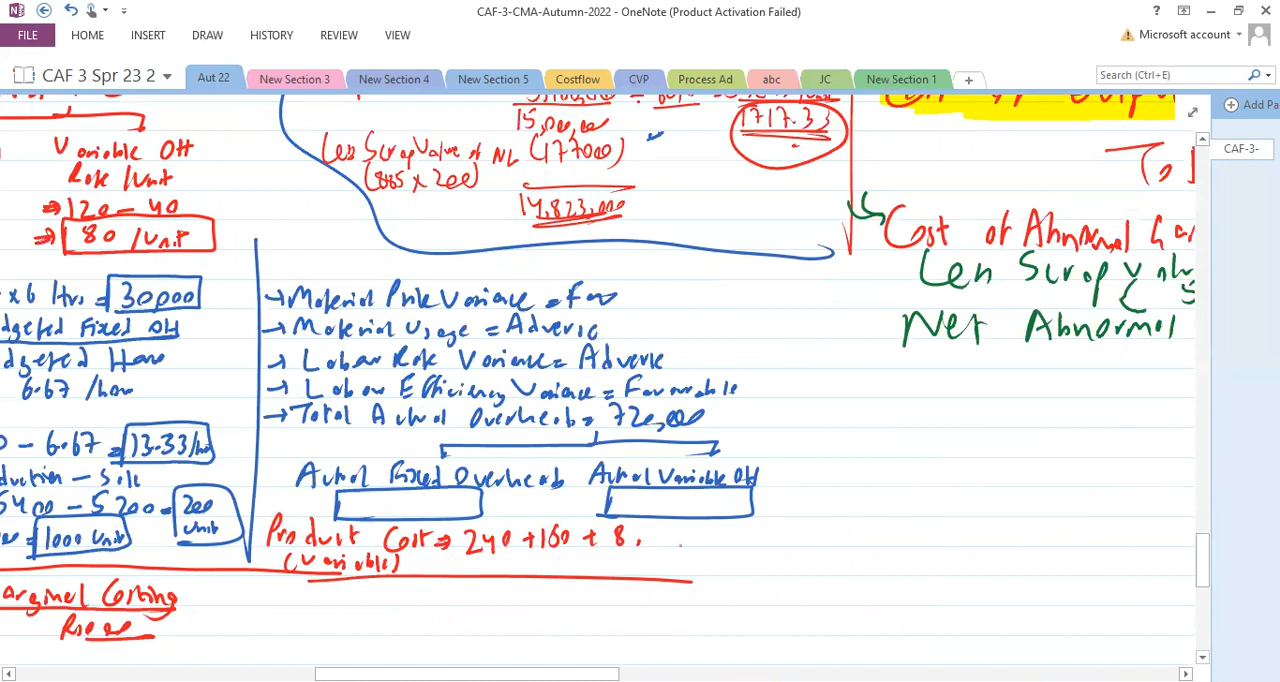 CAF-3-CMA-Autumn-2022 - OneNote (Product Activation Failed)
FILE HOME INSERT DRAW HISTORY REVIEW VIEW
Microsoft account
CAF 3 Spr 23 2 Aut 22 New Section 3 New Section 4 New Section 5 Costflow CVP Process Ad abc JC New Section 1
Search (Ctrl+E)
Add Pa
CAF-3-
15,00,000
1717.33
Variable OH
Rate /Unit
⇒ 120 – 40
⇒ 80 /Unit
Less Scrap Value of NL (177000)
(885 x 200)
14,823,000
Cost of Abnormal
Less Scrap
Net Abnormal
x 6 Hrs = 30000
dgeted Fixed OH
dgeted Hour
6.67 /hour
0 – 6.67 = 13.33/hr
duction – Sale
5400 – 5200 = 200
Unit
= 1000 Unit
→ Material Price Variance = Fav
→ Material Usage = Adverse
→ Labour Rate Variance = Adverse
→ Labour Efficiency Variance = Favourable
→ Total Actual Overheads = 720,000
Actual Fixed Overheads Actual Variable OH
Product Cost ⇒ 240 + 160 + 8
(Variable)
arginal Costing